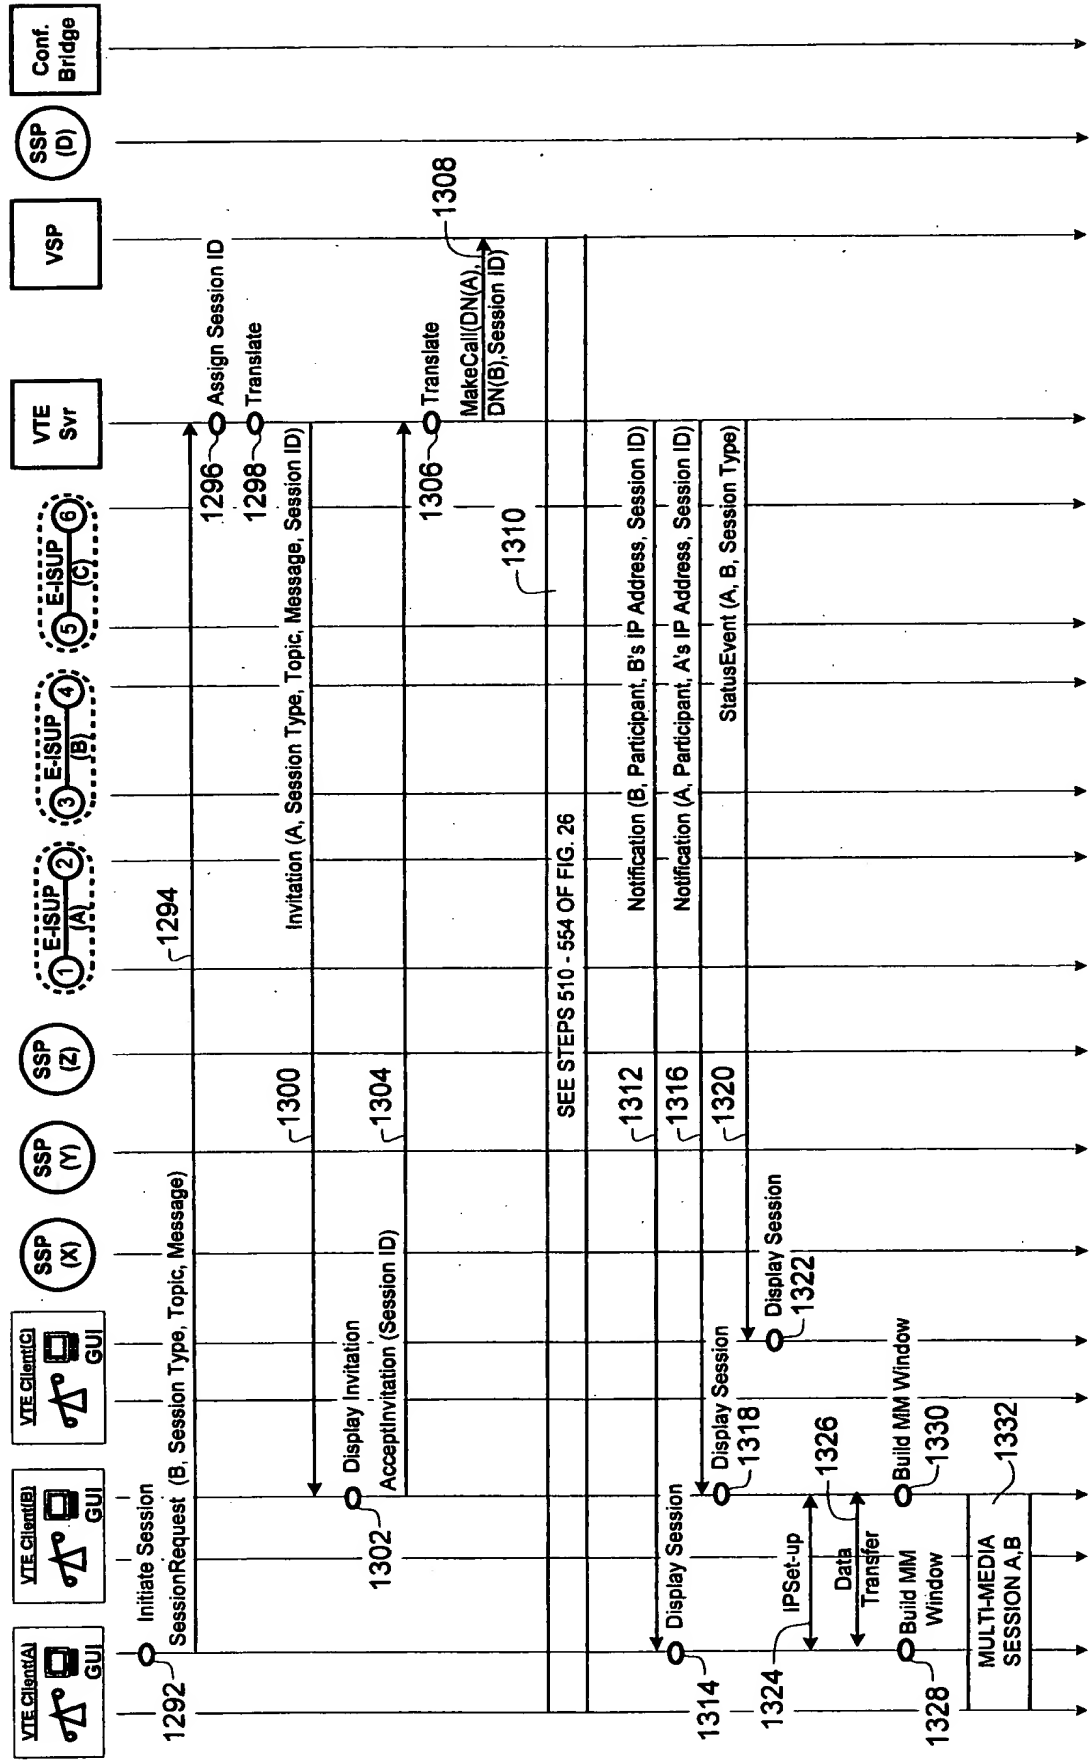 VTE Client(A)
GUI
VTE Client(B)
GUI
VTE Client(C)
GUI
SSP
(X)
SSP
(Y)
SSP
(Z)
1
E-ISUP
(A)
2
3
E-ISUP
(B)
4
5
E-ISUP
(C)
6
VTE
Svr
VSP
SSP
(D)
Conf.
Bridge
1292
Initiate Session
SessionRequest (B, Session Type, Topic, Message)
1294
1296
Assign Session ID
1298
Translate
1300
Invitation (A, Session Type, Topic, Message, Session ID)
1302
Display Invitation
AcceptInvitation (Session ID)
1304
1306
Translate
MakeCall(DN(A),
DN(B),Session ID)
1308
1310
SEE STEPS 510 - 554 OF FIG. 26
1312
Notification (B, Participant, B's IP Address, Session ID)
1314
Display Session
1316
Notification (A, Participant, A's IP Address, Session ID)
1318
Display Session
1320
StatusEvent (A, B, Session Type)
Display Session
1322
1324
IPSet-up
Data
Transfer
1326
1328
Build MM
Window
Build MM Window
1330
MULTI-MEDIA
SESSION A,B
1332